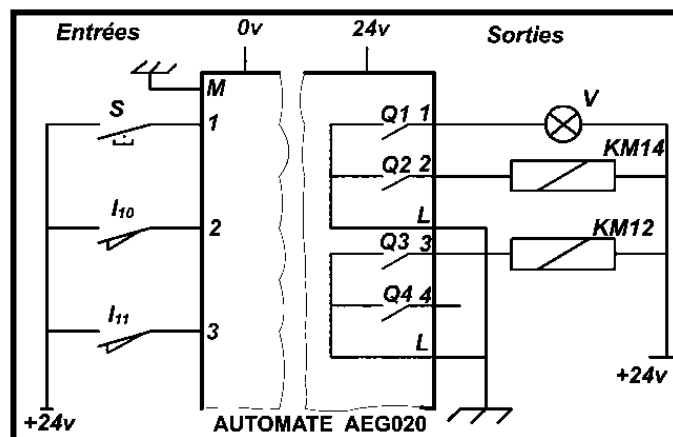 Entrées 0v 24v Sorties
M
S 1 Q1 1 V
Q2 2 KM14
I10 2 L
Q3 3 KM12
I11 3 Q4 4
L
+24v +24v
AUTOMATE AEG020